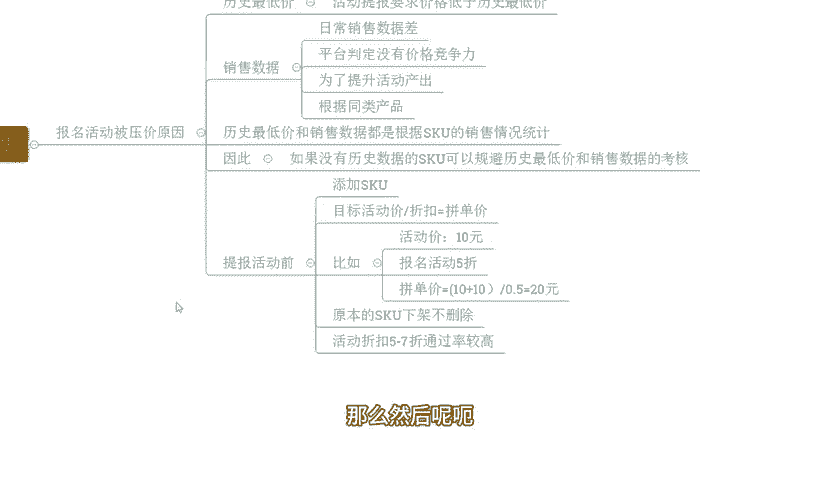 历史最低价 活动提报要求价格低于历史最低价
日常销售数据差
平台判定没有价格竞争力
销售数据
为了提升活动产出
根据同类产品
报名活动被压价原因
历史最低价和销售数据都是根据SKU的销售情况统计
因此 如果没有历史数据的SKU可以规避历史最低价和销售数据的考核
添加SKU
目标活动价/折扣=拼单价
活动价：10元
提报活动前 比如 报名活动5折
拼单价=(10+10）/0.5=20元
原本的SKU下架不删除
活动折扣5-7折通过率较高
那么然后呢呃